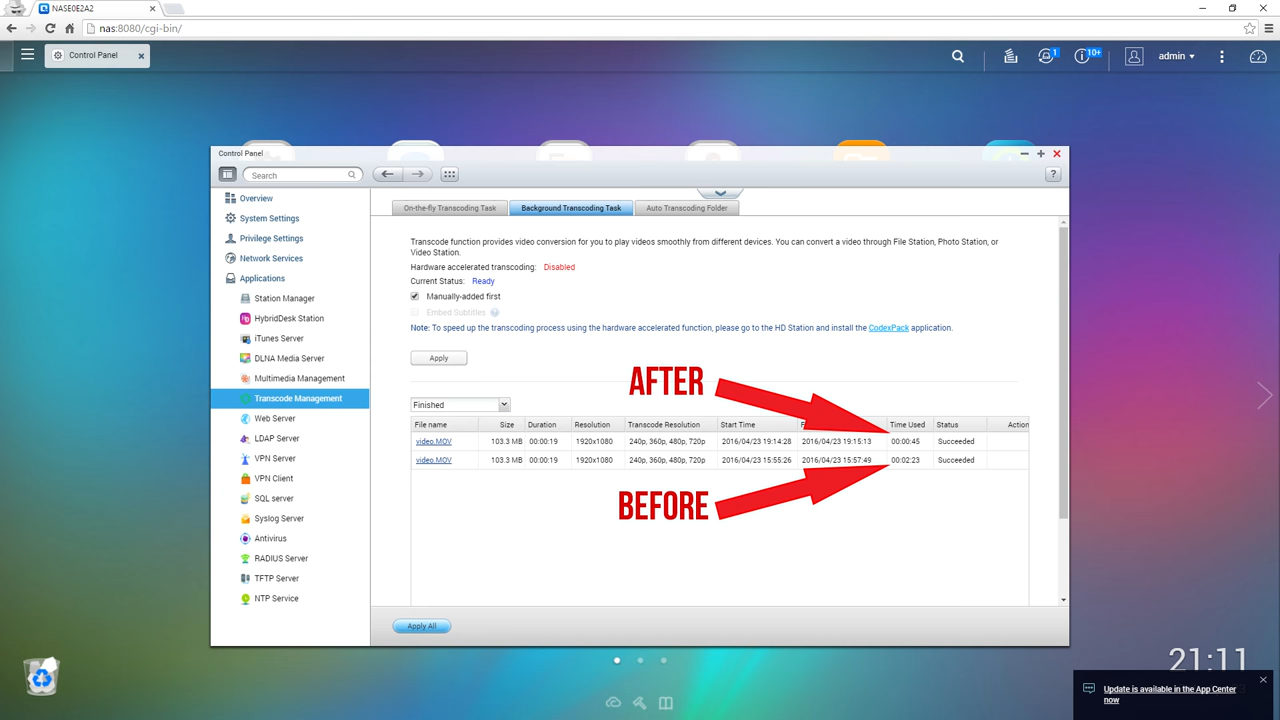 NASE0E2A2
nas:8080/cgi-bin/
Control Panel
1
10+
admin
Control Panel
Search
?
Overview
System Settings
Privilege Settings
Network Services
Applications
Station Manager
HybridDesk Station
iTunes Server
DLNA Media Server
Multimedia Management
Transcode Management
Web Server
LDAP Server
VPN Server
VPN Client
SQL server
Syslog Server
Antivirus
RADIUS Server
TFTP Server
NTP Service
On-the-fly Transcoding Task Background Transcoding Task Auto Transcoding Folder
Transcode function provides video conversion for you to play videos smoothly from different devices. You can convert a video through File Station, Photo Station, or
Video Station.
Hardware accelerated transcoding: Disabled
Current Status: Ready
Manually-added first
Embed Subtitles
Note: To speed up the transcoding process using the hardware accelerated function, please go to the HD Station and install the CodexPack application.
Apply
AFTER
Finished
File name Size Duration Resolution Transcode Resolution Start Time Time Used Status Action
video.MOV 103.3 MB 00:00:19 1920x1080 240p, 360p, 480p, 720p 2016/04/23 19:14:28 2016/04/23 19:15:13 00:00:45 Succeeded
video.MOV 103.3 MB 00:00:19 1920x1080 240p, 360p, 480p, 720p 2016/04/23 15:55:26 2016/04/23 15:57:49 00:02:23 Succeeded
BEFORE
Apply All
21:11
Update is available in the App Center
now